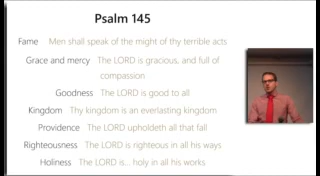 Psalm 145
Fame Men shall speak of the might of thy terrible acts
Grace and mercy The LORD is gracious, and full of
compassion
Goodness The LORD is good to all
Kingdom Thy kingdom is an everlasting kingdom
Providence The LORD upholdeth all that fall
Righteousness The LORD is righteous in all his ways
Holiness The LORD is... holy in all his works